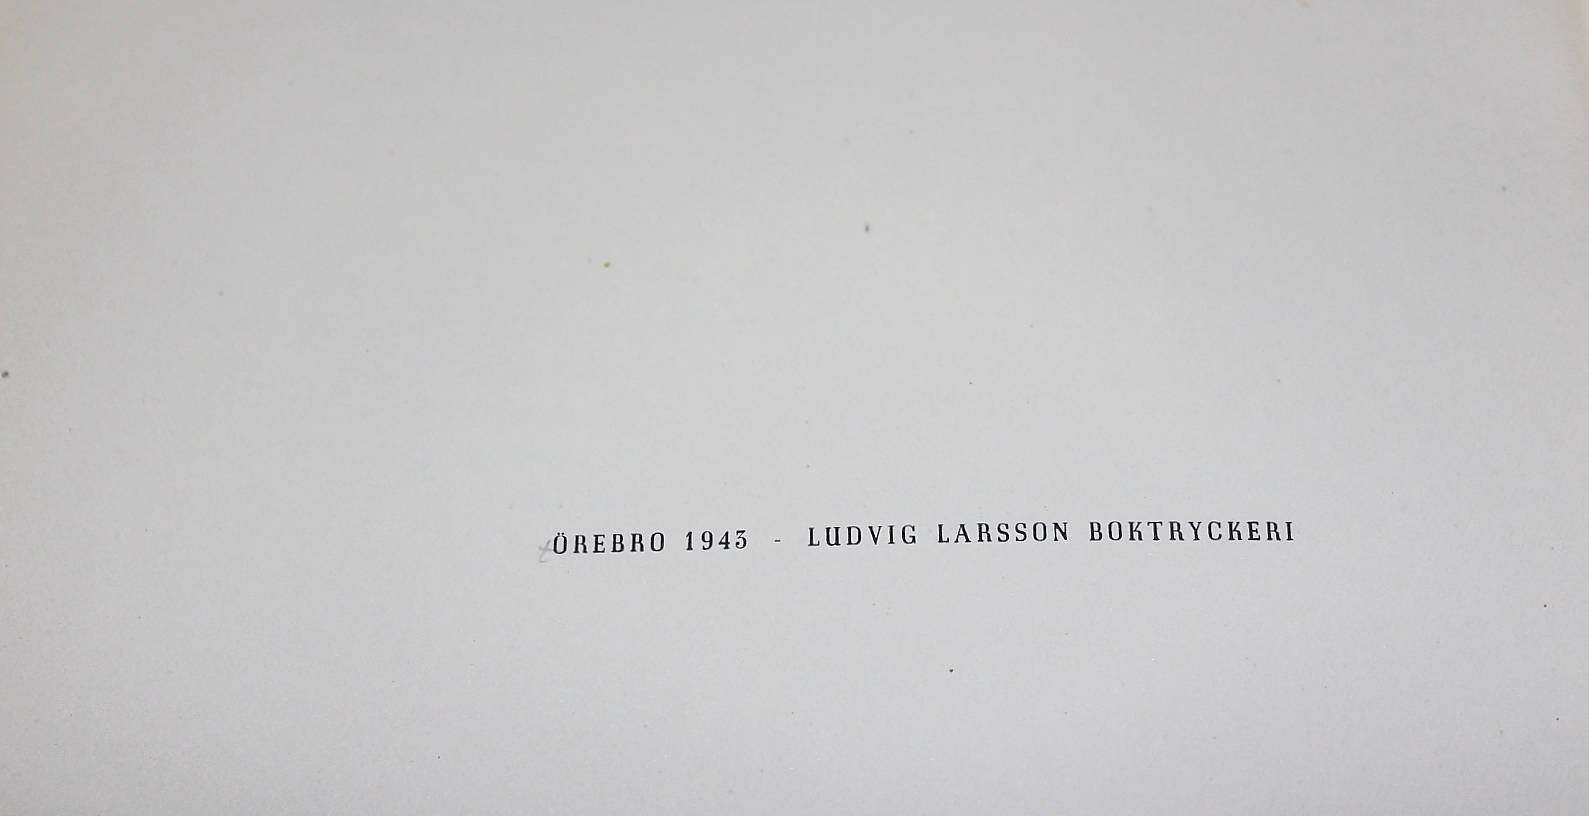 ÖREBRO 1943 - LUDVIG LARSSON BOKTRYCKERI